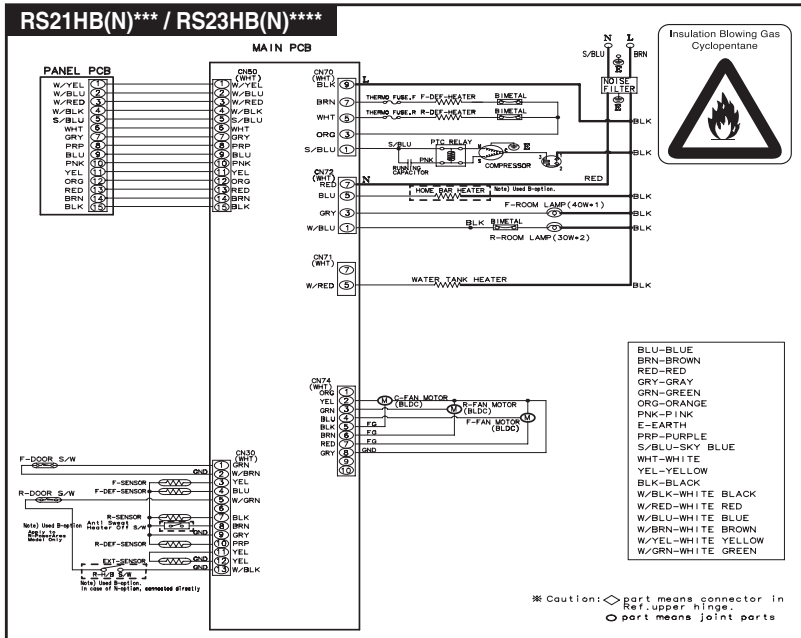 RS21HB(N)*** / RS23HB(N)****
MAIN PCB
PANEL PCB
W/YEL 1
W/BLU 2
W/RED 3
W/BLK 4
S/BLU 5
WHT 6
GRY 7
PRP 8
BLU 9
PNK 10
YEL 11
ORG 12
RED 13
BRN 14
BLK 15
CN50
(WHT)
1 W/YEL
2 W/BLU
3 W/RED
4 W/BLK
5 S/BLU
6 WHT
7 GRY
8 PRP
9 BLU
10 PNK
11 YEL
12 ORG
13 RED
14 BRN
15 BLK
CN70
(WHT)
BLK 9 L
BRN 7 THERMO FUSE.F F-DEF-HEATER BIMETAL
WHT 5 THERMO FUSE.R R-DEF-HEATER BIMETAL
ORG 3
S/BLU 1
S/BLU
PTC RELAY
PNK
RUNNING
CAPACITOR
M
S
COMPRESSOR
E
3
2
N L
S/BLU BRN
E
NOISE
FILTER
E
BLK
BLK
CN72
(WHT)
RED 7 N RED
BLU 5 HOME BAR HEATER Note) Used B-option. BLK
GRY 3 F-ROOM LAMP(40W*1) BLK
W/BLU 1 BLK BIMETAL BLK
R-ROOM LAMP(30W*2)
CN71
(WHT)
7
W/RED 5 WATER TANK HEATER BLK
CN74
(WHT)
ORG 1
YEL 2
GRN 3
BLU 4
BLK 5 FG
BRN 6 FG
RED 7 FG
GRY 8 GND
9
10
M C-FAN MOTOR
(BLDC)
M R-FAN MOTOR
(BLDC)
M F-FAN MOTOR
(BLDC)
CN30
(WHT)
F-DOOR S/W
1 GRN
GND 2 W/BRN
F-SENSOR 3 YEL
F-DEF-SENSOR 4 BLU
R-DOOR S/W
5 W/GRN
6
R-SENSOR 7 BLK
Note) Used B-option
Apply to
Model Only
Anti Sweat
Heater Off S/W
8 BRN
GND 9 GRY
R-DEF-SENSOR 10 PRP
11 YEL
EXT-SENSOR GND 12 YEL
R-H/B S/W GND 13 W/BLK
Note) Used B-option.
In case of N-option, connected directly
Insulation Blowing Gas
Cyclopentane
BLU-BLUE
BRN-BROWN
RED-RED
GRY-GRAY
GRN-GREEN
ORG-ORANGE
PNK-PINK
E-EARTH
PRP-PURPLE
S/BLU-SKY BLUE
WHT-WHITE
YEL-YELLOW
BLK-BLACK
W/BLK-WHITE BLACK
W/RED-WHITE RED
W/BLU-WHITE BLUE
W/BRN-WHITE BROWN
W/YEL-WHITE YELLOW
W/GRN-WHITE GREEN
※ Caution: ◇ part means connector in
Ref.upper hinge.
○ part means joint parts